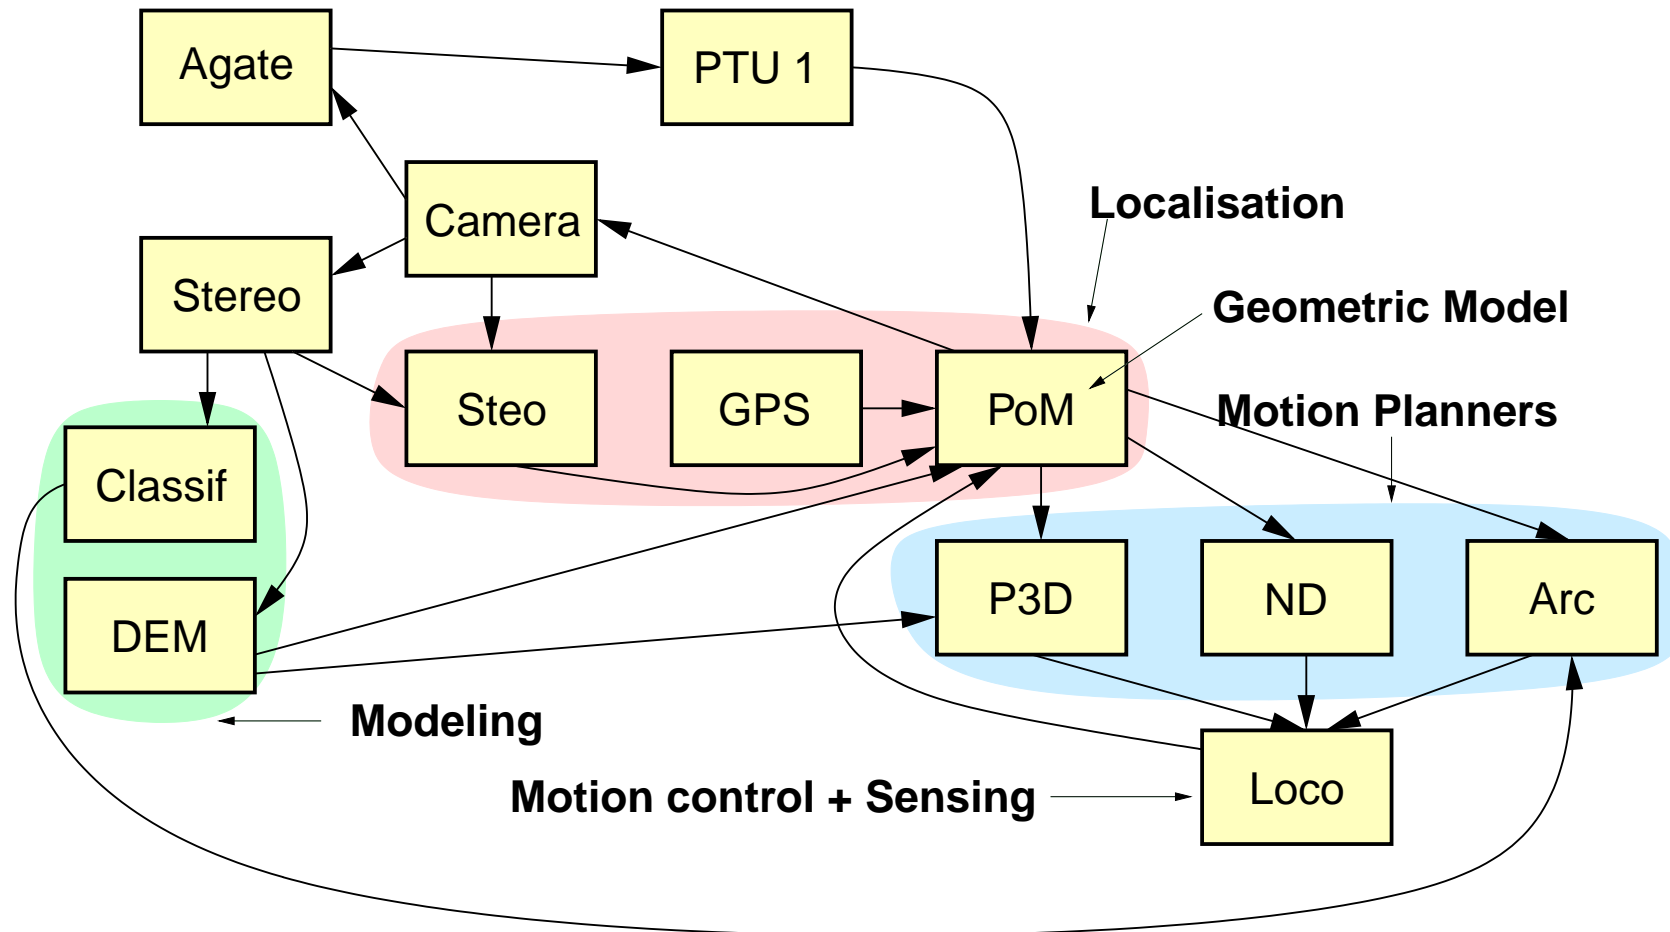 Agate
PTU 1
Camera
Localisation
Stereo
Geometric Model
Steo
GPS
PoM
Motion Planners
Classif
P3D
ND
Arc
DEM
Modeling
Motion control + Sensing
Loco